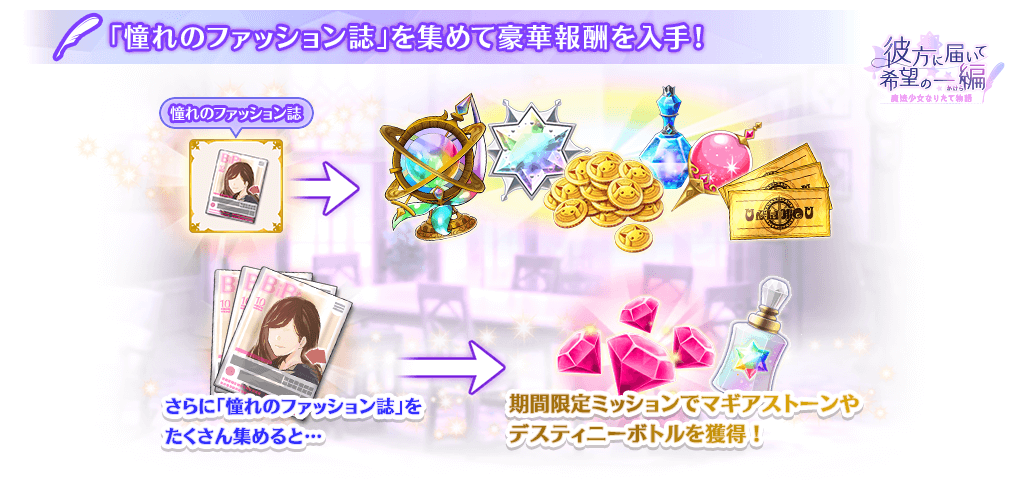 「憧れのファッション誌」を集めて豪華報酬を入手!
彼方に届いて
希望の一編
かけら
魔法少女なりたて物語
憧れのファッション誌
10
さらに「憧れのファッション誌」を
たくさん集めると…
期間限定ミッションでマギアストーンや
デスティニーボトルを獲得！